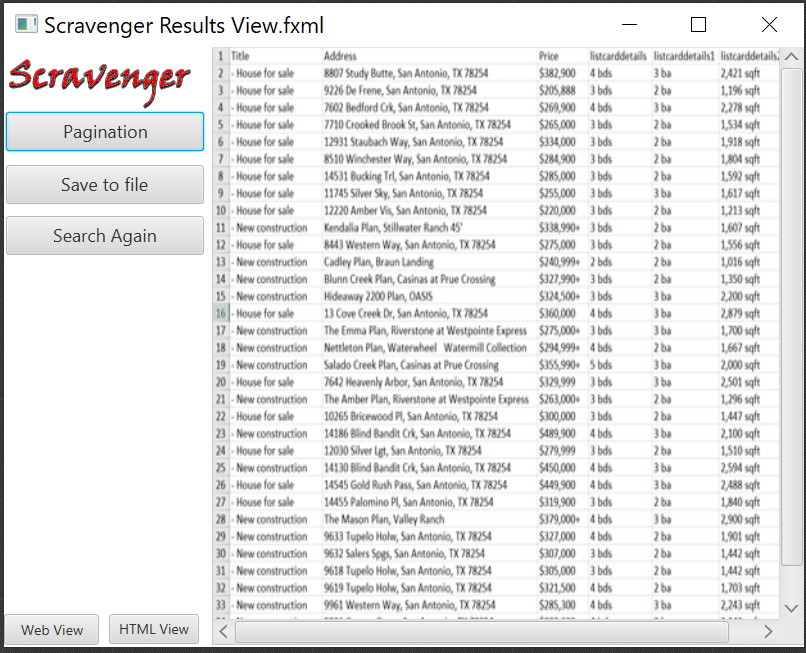 Scravenger Results View.fxml
Scravenger
Pagination
Save to file
Search Again
Web View
HTML View
1 Title Address Price listcarddetails listcarddetails1 listcarddetails2
2 - House for sale 8807 Study Butte, San Antonio, TX 78254 $382,900 4 bds 3 ba 2,421 sqft
3 - House for sale 9226 De Frene, San Antonio, TX 78254 $205,888 3 bds 2 ba 1,196 sqft
4 - House for sale 7602 Bedford Crk, San Antonio, TX 78254 $269,900 4 bds 3 ba 2,278 sqft
5 - House for sale 7710 Crooked Brook St, San Antonio, TX 78254 $265,000 3 bds 2 ba 1,534 sqft
6 - House for sale 12931 Staubach Way, San Antonio, TX 78254 $334,000 3 bds 2 ba 1,918 sqft
7 - House for sale 8510 Winchester Way, San Antonio, TX 78254 $284,900 3 bds 2 ba 1,804 sqft
8 - House for sale 14531 Bucking Trl, San Antonio, TX 78254 $285,000 3 bds 2 ba 1,592 sqft
9 - House for sale 11745 Silver Sky, San Antonio, TX 78254 $255,000 3 bds 3 ba 1,617 sqft
10 - House for sale 12220 Amber Vis, San Antonio, TX 78254 $220,000 3 bds 2 ba 1,213 sqft
11 - New construction Kendalia Plan, Stillwater Ranch 45' $338,990+ 3 bds 2 ba 1,607 sqft
12 - House for sale 8443 Western Way, San Antonio, TX 78254 $275,000 3 bds 2 ba 1,556 sqft
13 - New construction Cadley Plan, Braun Landing $240,999+ 2 bds 2 ba 1,016 sqft
14 - New construction Blunn Creek Plan, Casinas at Prue Crossing $327,990+ 3 bds 2 ba 1,350 sqft
15 - New construction Hideaway 2200 Plan, OASIS $324,500+ 3 bds 3 ba 2,200 sqft
16 - House for sale 13 Cove Creek Dr, San Antonio, TX 78254 $360,000 4 bds 3 ba 2,879 sqft
17 - New construction The Emma Plan, Riverstone at Westpointe Express $275,000+ 3 bds 3 ba 1,700 sqft
18 - New construction Nettleton Plan, Waterwheel Watermill Collection $294,999+ 4 bds 2 ba 1,667 sqft
19 - New construction Salado Creek Plan, Casinas at Prue Crossing $355,990+ 5 bds 3 ba 2,000 sqft
20 - House for sale 7642 Heavenly Arbor, San Antonio, TX 78254 $329,999 3 bds 3 ba 2,501 sqft
21 - New construction The Amber Plan, Riverstone at Westpointe Express $263,000+ 3 bds 2 ba 1,296 sqft
22 - House for sale 10265 Bricewood Pl, San Antonio, TX 78254 $300,000 3 bds 2 ba 1,447 sqft
23 - New construction 14186 Blind Bandit Crk, San Antonio, TX 78254 $489,900 4 bds 3 ba 2,100 sqft
24 - House for sale 12030 Silver Lgt, San Antonio, TX 78254 $279,999 3 bds 2 ba 1,510 sqft
25 - New construction 14130 Blind Bandit Crk, San Antonio, TX 78254 $450,000 4 bds 3 ba 2,594 sqft
26 - House for sale 14545 Gold Rush Pass, San Antonio, TX 78254 $449,900 4 bds 3 ba 2,488 sqft
27 - House for sale 14455 Palomino Pl, San Antonio, TX 78254 $319,900 3 bds 2 ba 1,840 sqft
28 - New construction The Mason Plan, Valley Ranch $379,000+ 4 bds 3 ba 2,900 sqft
29 - New construction 9633 Tupelo Holw, San Antonio, TX 78254 $327,000 4 bds 2 ba 1,901 sqft
30 - New construction 9632 Salers Spgs, San Antonio, TX 78254 $307,000 3 bds 2 ba 1,442 sqft
31 - New construction 9618 Tupelo Holw, San Antonio, TX 78254 $305,000 3 bds 2 ba 1,442 sqft
32 - New construction 9619 Tupelo Holw, San Antonio, TX 78254 $321,500 4 bds 2 ba 1,703 sqft
33 - New construction 9961 Western Way, San Antonio, TX 78254 $285,300 4 bds 3 ba 2,243 sqft